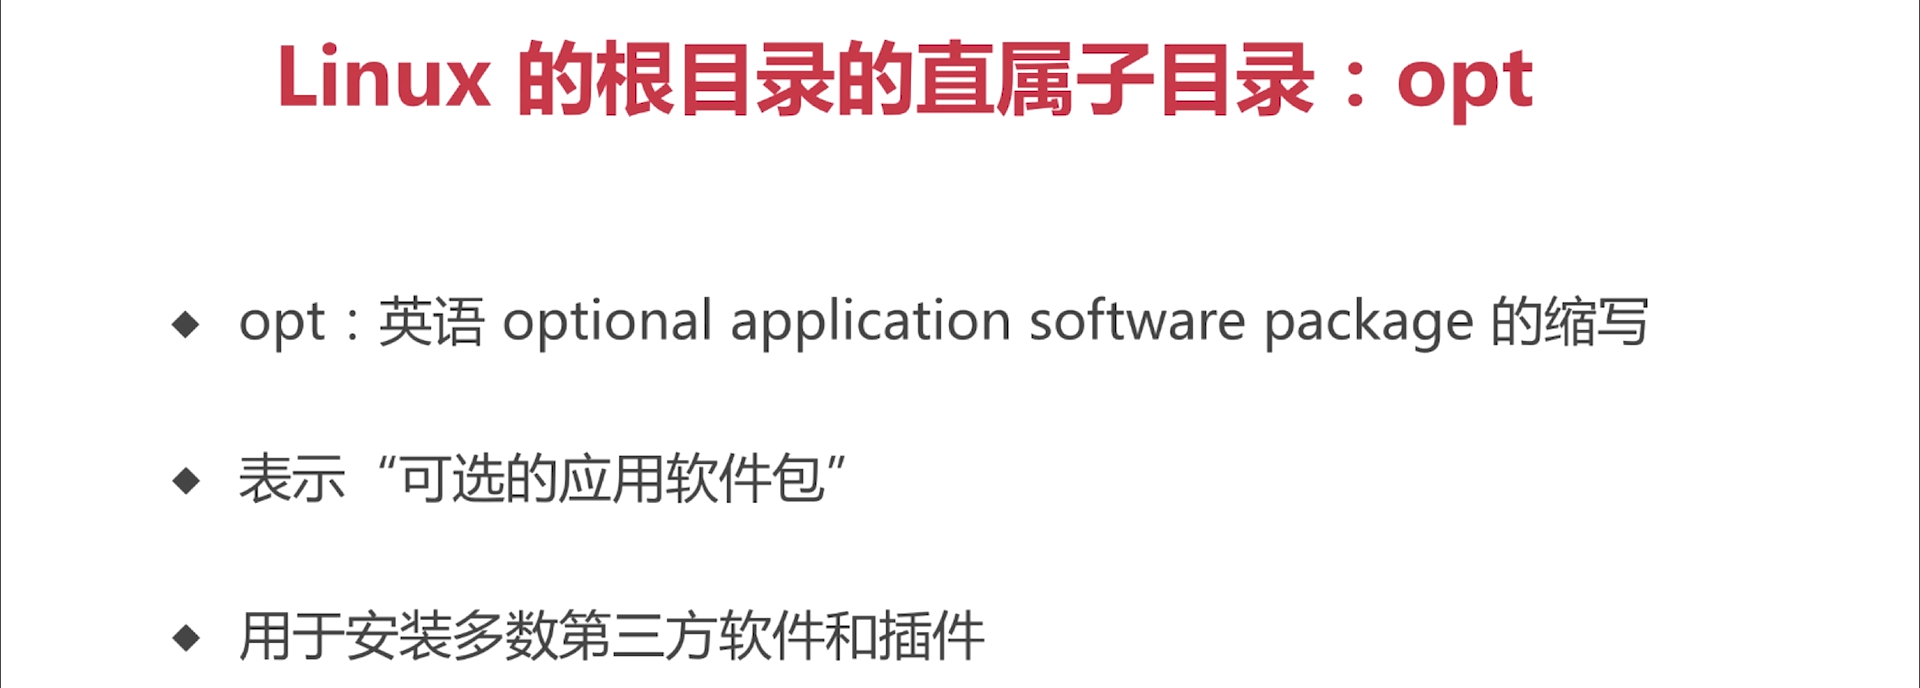 Linux 的根目录的直属子目录：opt
◆ opt：英语 optional application software package 的缩写
◆ 表示“可选的应用软件包”
◆ 用于安装多数第三方软件和插件